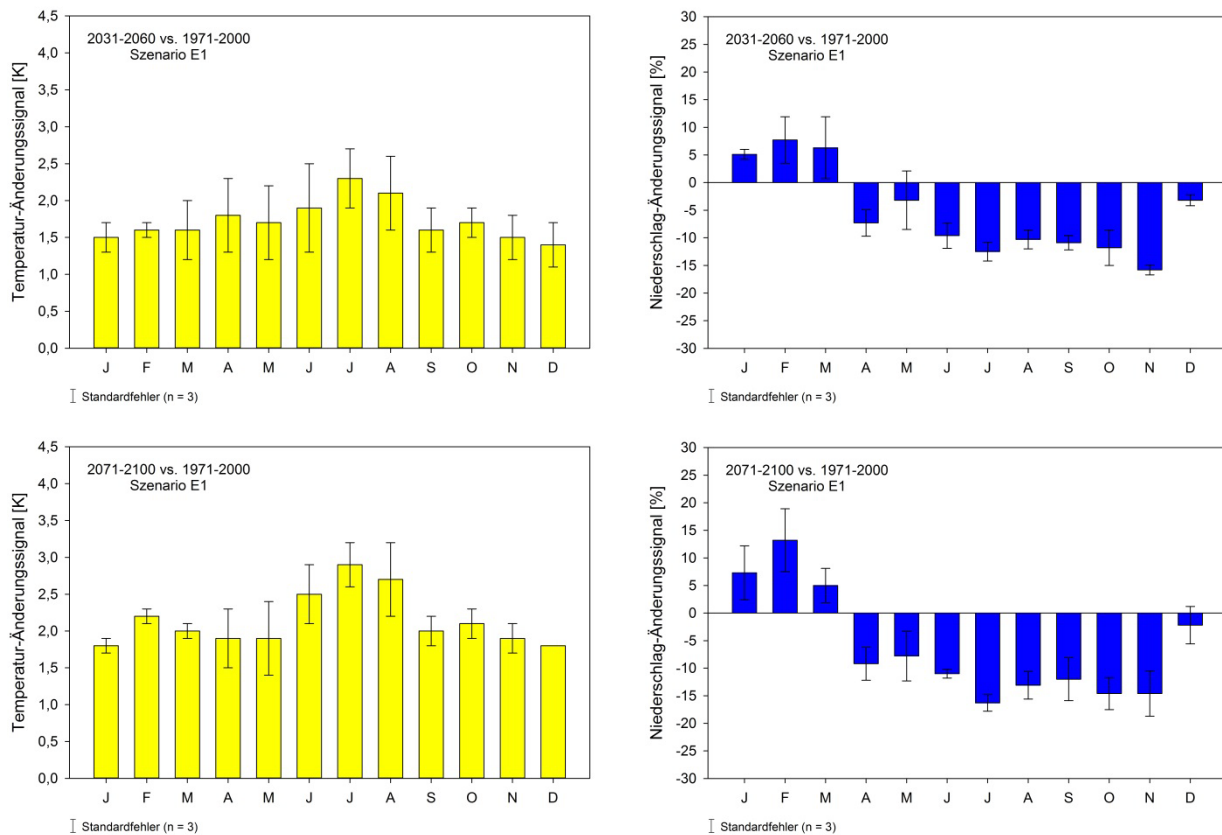 4,5
4,0
3,5
3,0
2,5
2,0
1,5
1,0
0,5
0,0
Temperatur-Änderungssignal [K]
2031-2060 vs. 1971-2000
Szenario E1
J F M A M J J A S O N D
Standardfehler (n = 3)
30
25
20
15
10
5
0
-5
-10
-15
-20
-25
-30
Niederschlag-Änderungssignal [%]
2031-2060 vs. 1971-2000
Szenario E1
J F M A M J J A S O N D
Standardfehler (n = 3)
4,5
4,0
3,5
3,0
2,5
2,0
1,5
1,0
0,5
0,0
Temperatur-Änderungssignal [K]
2071-2100 vs. 1971-2000
Szenario E1
J F M A M J J A S O N D
Standardfehler (n = 3)
30
25
20
15
10
5
0
-5
-10
-15
-20
-25
-30
Niederschlag-Änderungssignal [%]
2071-2100 vs. 1971-2000
Szenario E1
J F M A M J J A S O N D
Standardfehler (n = 3)